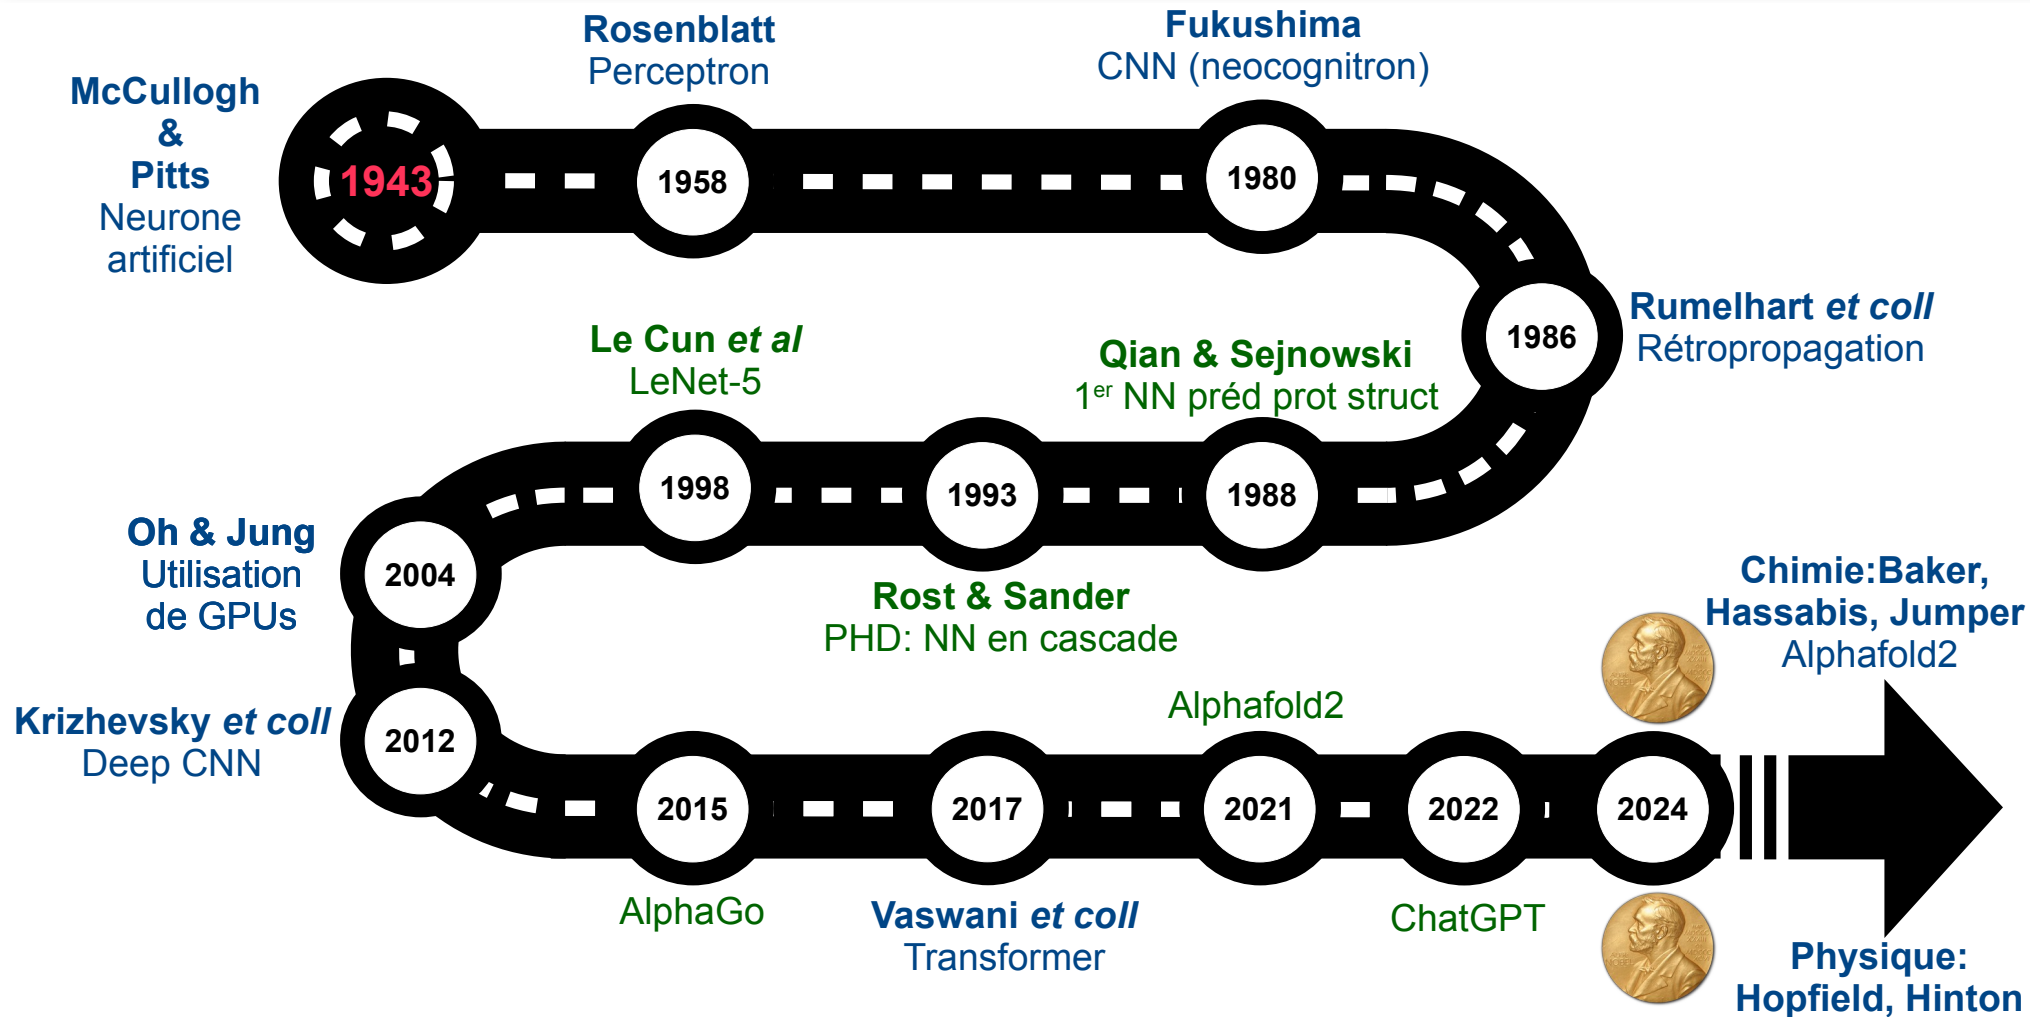 McCullogh
&
Pitts
Neurone
artificiel
1943
Rosenblatt
Perceptron
1958
Fukushima
CNN (neocognitron)
1980
Rumelhart et coll
Rétropropagation
1986
Qian & Sejnowski
1er NN préd prot struct
1988
1993
Rost & Sander
PHD: NN en cascade
Le Cun et al
LeNet-5
1998
Oh & Jung
Utilisation
de GPUs
2004
Krizhevsky et coll
Deep CNN
2012
2015
AlphaGo
2017
Vaswani et coll
Transformer
Alphafold2
2021
2022
ChatGPT
2024
Chimie:Baker,
Hassabis, Jumper
Alphafold2
Physique:
Hopfield, Hinton